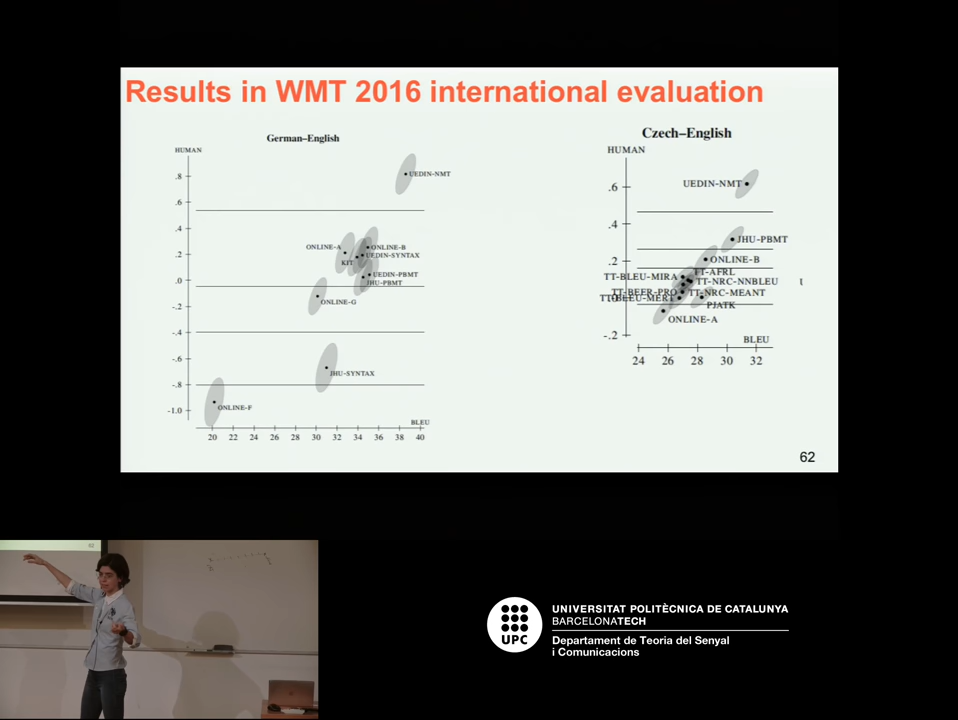 Results in WMT 2016 international evaluation
German–English
HUMAN
.8
.6
.4
.2
.0
-.2
-.4
-.6
-.8
-1.0
UEDIN-NMT
ONLINE-A
ONLINE-B
KIT
UEDIN-SYNTAX
UEDIN-PBMT
JHU-PBMT
ONLINE-G
JHU-SYNTAX
ONLINE-F
BLEU
20 22 24 26 28 30 32 34 36 38 40
Czech–English
HUMAN
.6
.4
.2
-.2
UEDIN-NMT
JHU-PBMT
ONLINE-B
TT-AFRL
TT-BLEU-MIRA
TT-NRC-NNBLEU
TT-BEER-PRO
TT-NRC-MEANT
TT-BLEU-MERT
PJATK
ONLINE-A
BLEU
24 26 28 30 32
62
UPC
UNIVERSITAT POLITÈCNICA DE CATALUNYA
BARCELONATECH
Departament de Teoria del Senyal
i Comunicacions